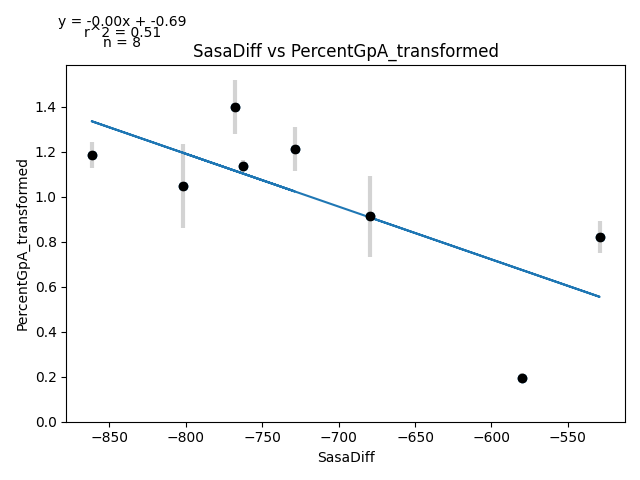 y = -0.00x + -0.69
r^2 = 0.51
n = 8
SasaDiff vs PercentGpA_transformed
PercentGpA_transformed
1.4
1.2
1.0
0.8
0.6
0.4
0.2
0.0
−850 −800 −750 −700 −650 −600 −550
SasaDiff